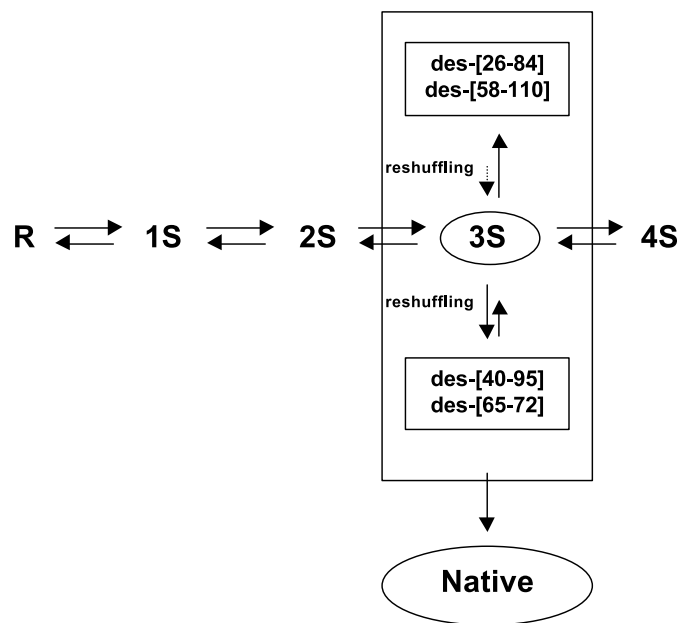 des-[26-84]
des-[58-110]
reshuffling
R 1S 2S 3S 4S
reshuffling
des-[40-95]
des-[65-72]
Native